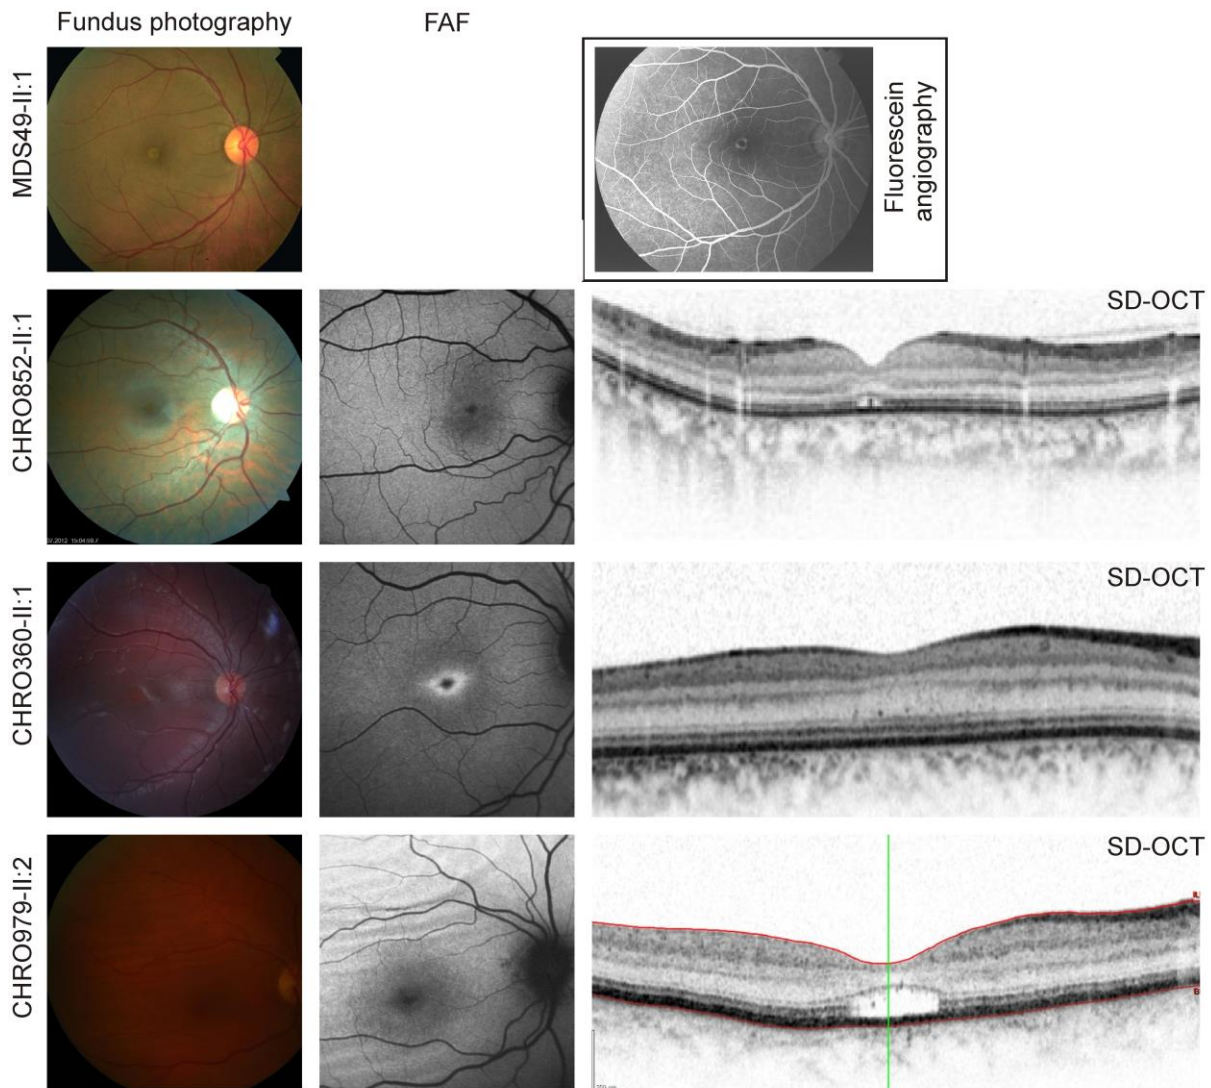 Fundus photography
FAF
MDS49-II:1
Fluorescein
angiography
CHRO852-II:1
SD-OCT
CHRO360-II:1
SD-OCT
CHRO979-II:2
SD-OCT